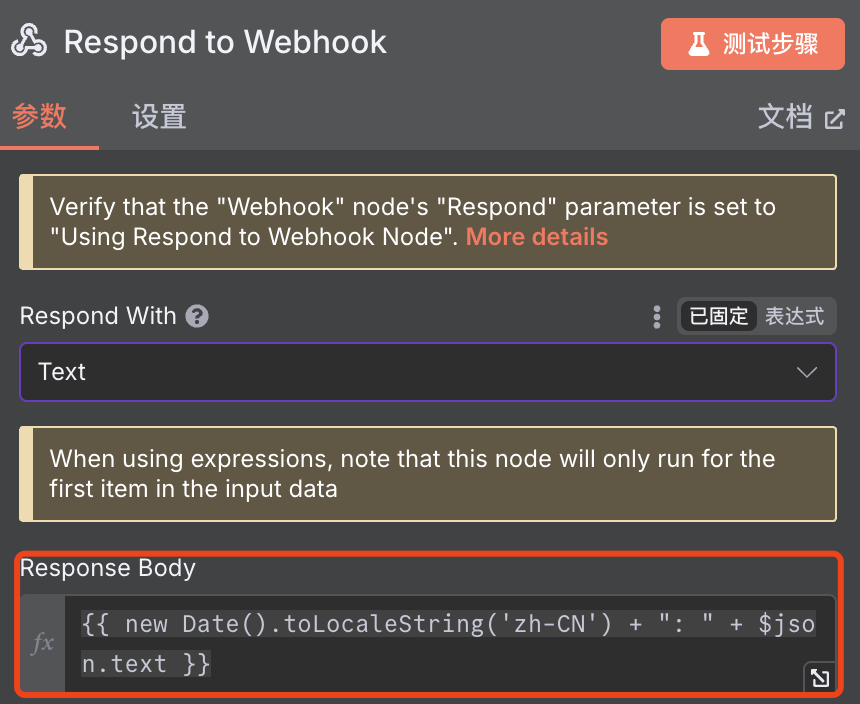 Respond to Webhook
测试步骤
参数
设置
文档
Verify that the "Webhook" node's "Respond" parameter is set to
"Using Respond to Webhook Node". More details
Respond With
已固定
表达式
Text
When using expressions, note that this node will only run for the
first item in the input data
Response Body
fx
{{ new Date().toLocaleString('zh-CN') + ": " + $jso
n.text }}